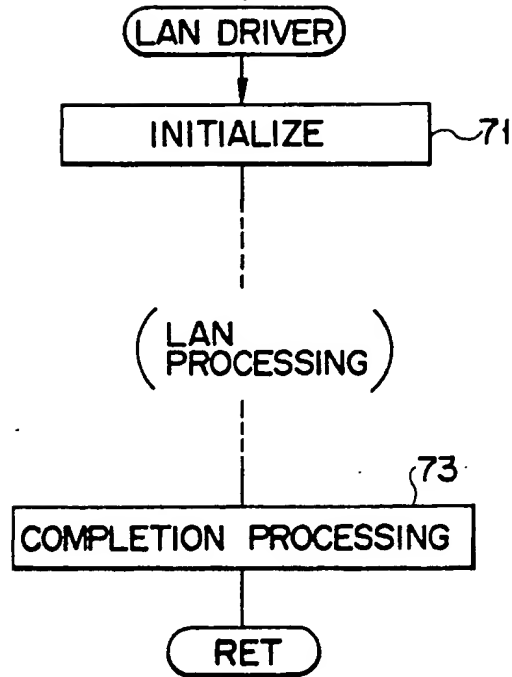 LAN DRIVER
INITIALIZE
71
(LAN
PROCESSING)
73
COMPLETION PROCESSING
RET